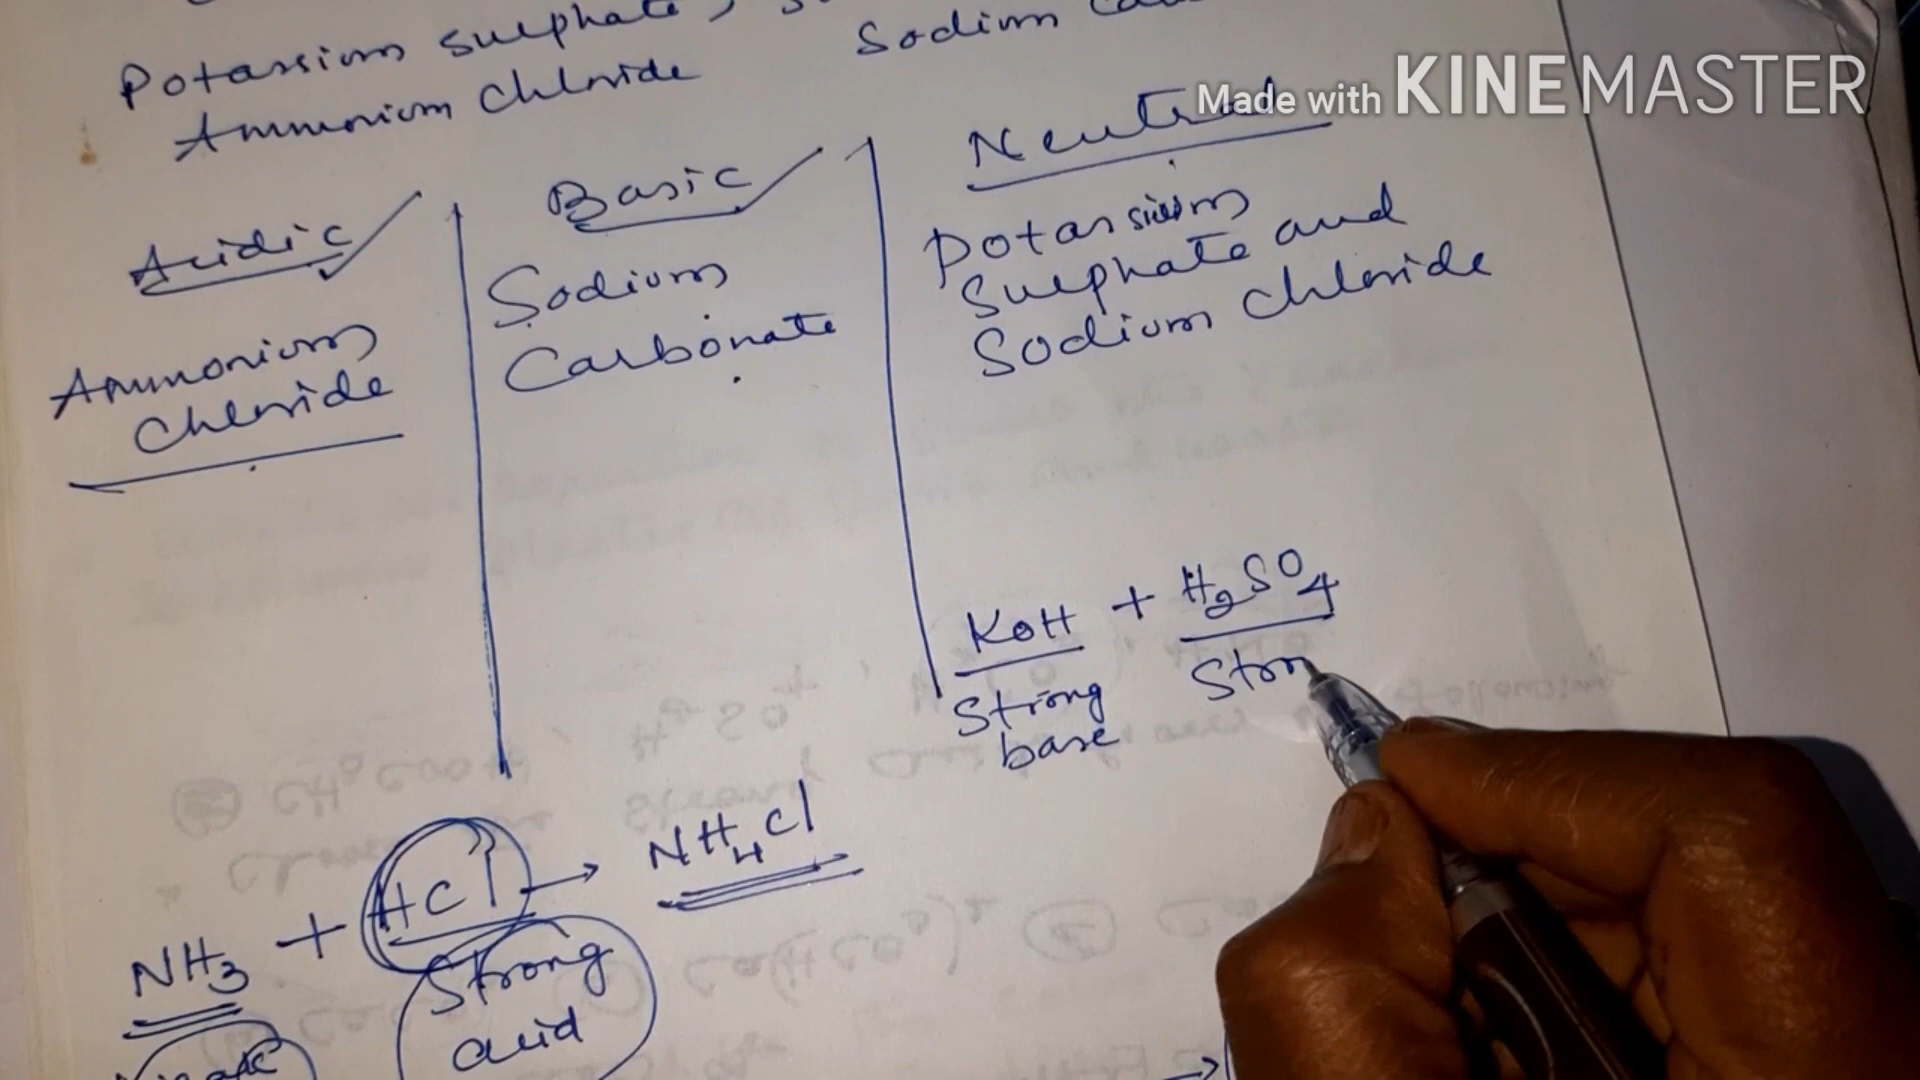 Potassium sulphate,
Sodium
Ammonium Chloride
Made with KINEMASTER
Acidic
Basic
Neutral
Ammonium
Chloride
Sodium
Carbonate
Potassium
Sulphate and
Sodium Chloride
KOH + H2SO4
Strong
base
Stron
NH3 + HCl → NH4Cl
Strong
acid